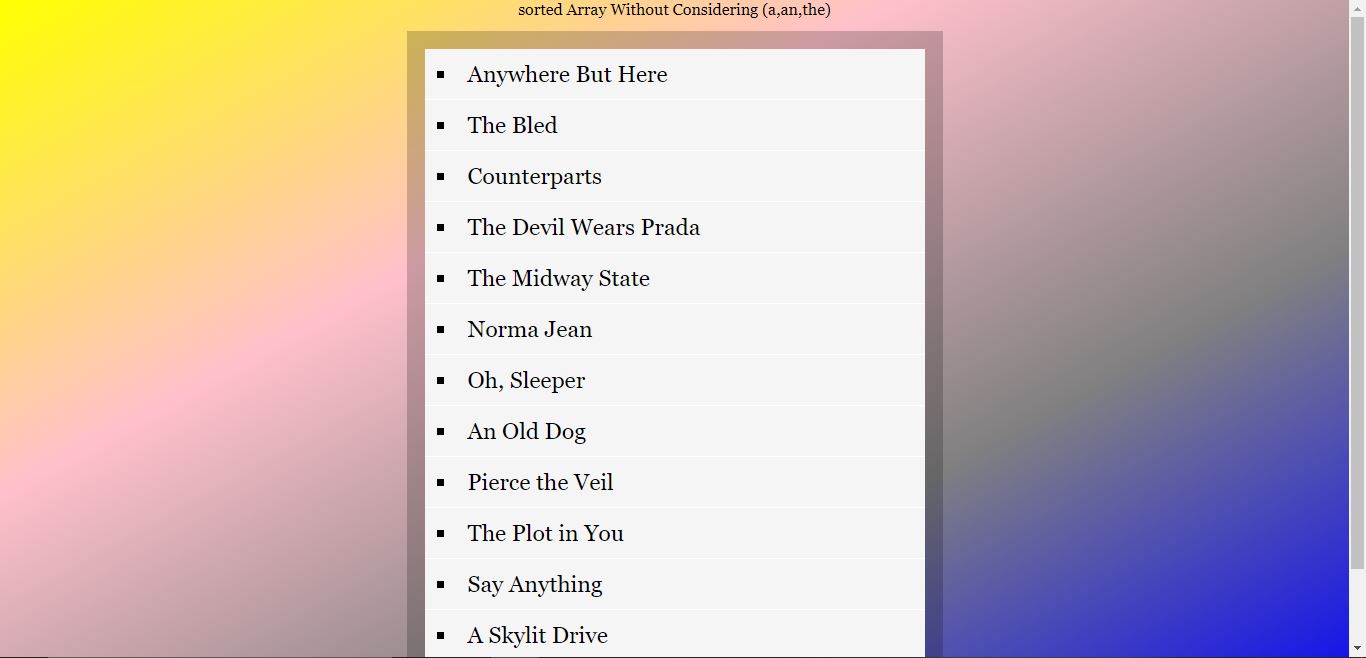 sorted Array Without Considering (a,an,the)
Anywhere But Here
The Bled
Counterparts
The Devil Wears Prada
The Midway State
Norma Jean
Oh, Sleeper
An Old Dog
Pierce the Veil
The Plot in You
Say Anything
A Skylit Drive